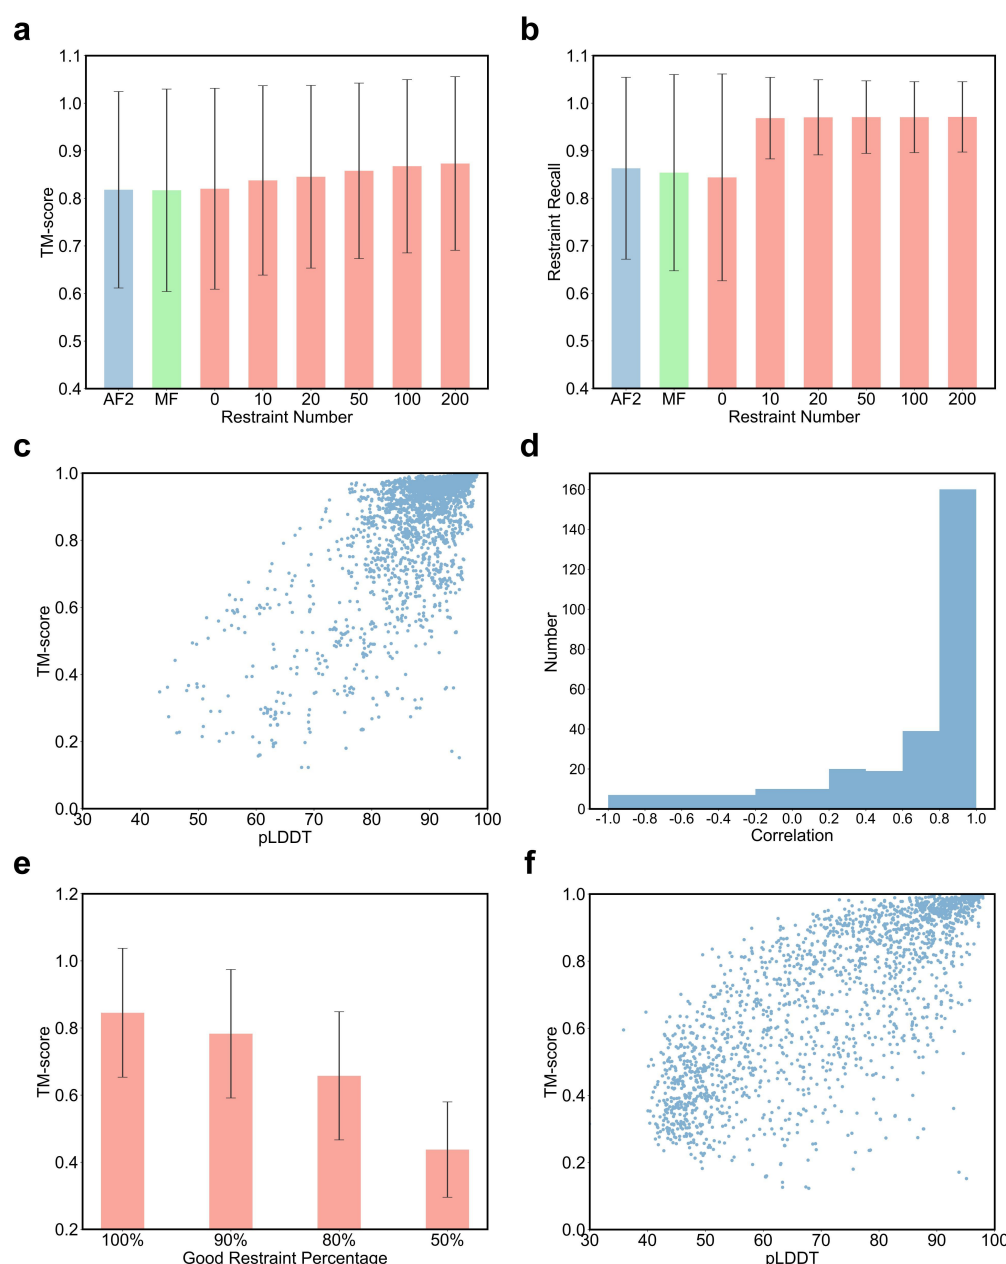 a
1.1
1.0
0.9
0.8
0.7
0.6
0.5
0.4
TM-score
AF2 MF 0 10 20 50 100 200
Restraint Number
b
1.1
1.0
0.9
0.8
0.7
0.6
0.5
0.4
Restraint Recall
AF2 MF 0 10 20 50 100 200
Restraint Number
c
1.0
0.8
0.6
0.4
0.2
0.0
TM-score
30 40 50 60 70 80 90 100
pLDDT
d
160
140
120
100
80
60
40
20
0
Number
-1.0 -0.8 -0.6 -0.4 -0.2 0.0 0.2 0.4 0.6 0.8 1.0
Correlation
e
1.2
1.0
0.8
0.6
0.4
0.2
TM-score
100% 90% 80% 50%
Good Restraint Percentage
f
1.0
0.8
0.6
0.4
0.2
0.0
TM-score
30 40 50 60 70 80 90 100
pLDDT